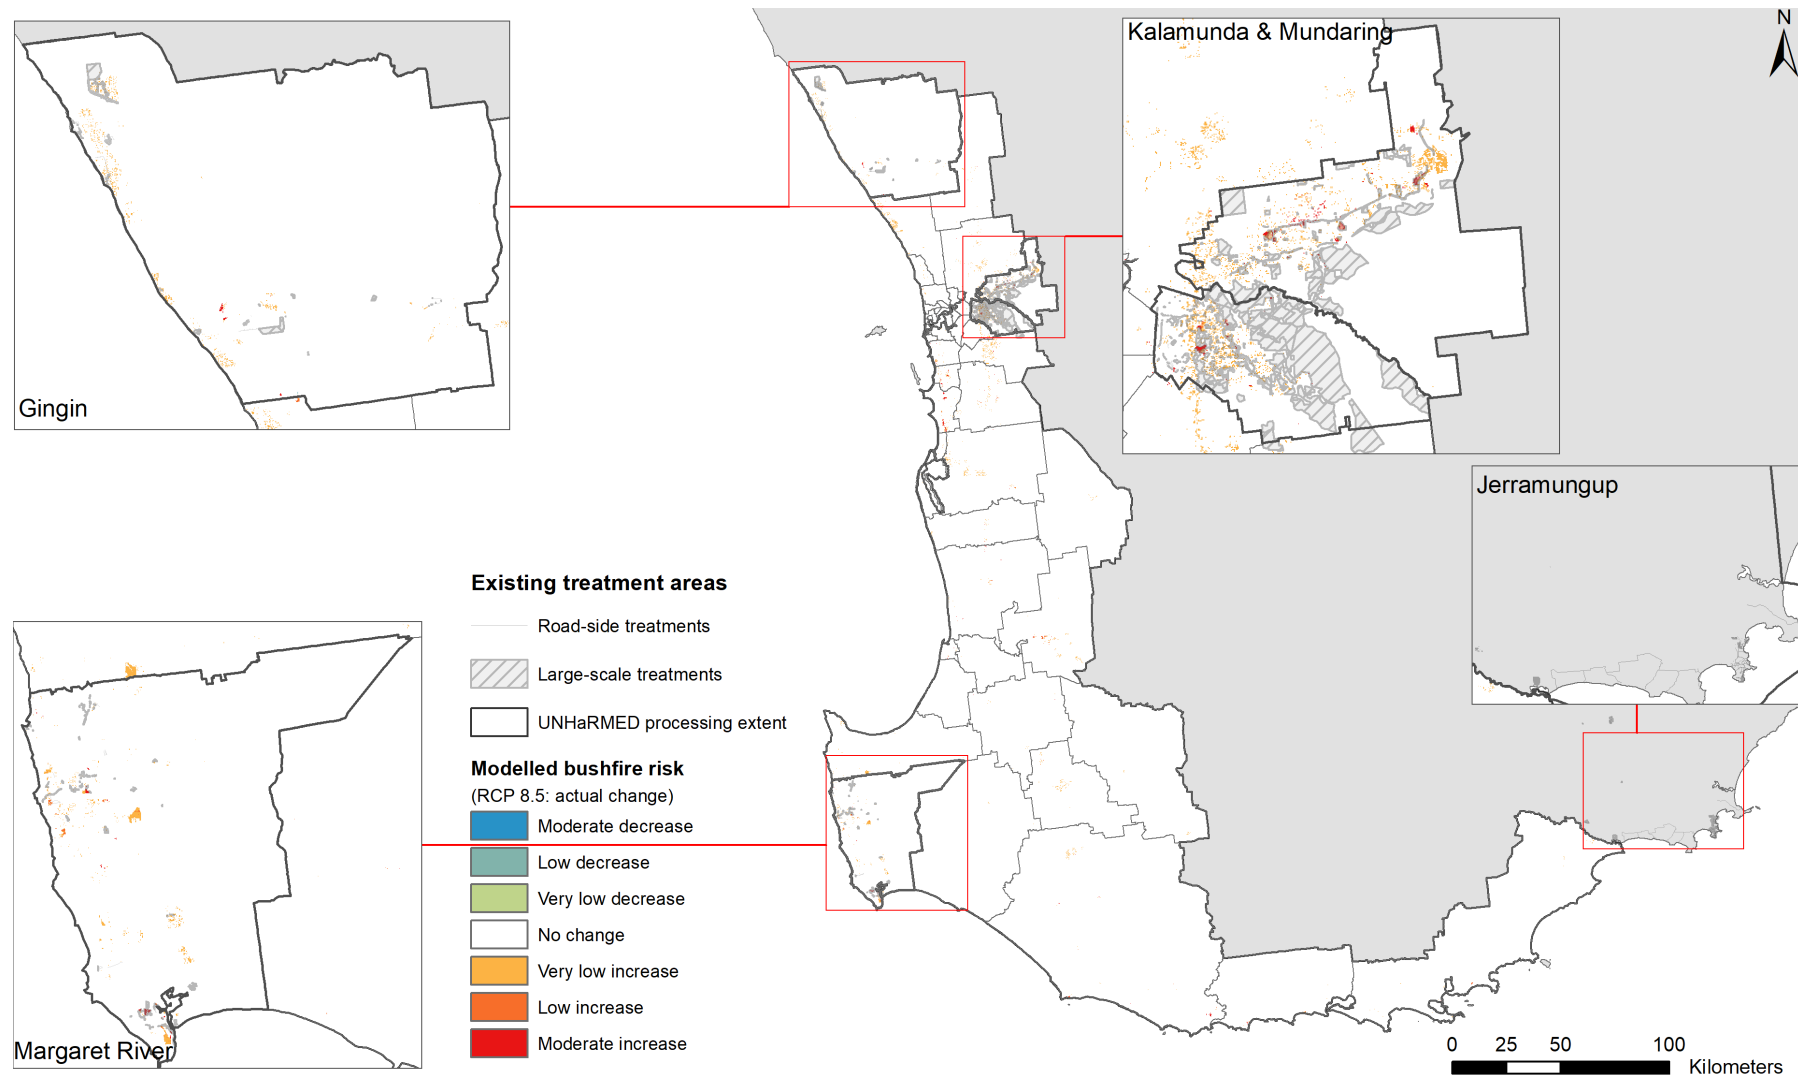 Gingin
Kalamunda & Mundaring
N
Jerramungup
Margaret River
Existing treatment areas
Road-side treatments
Large-scale treatments
UNHaRMED processing extent
Modelled bushfire risk
(RCP 8.5: actual change)
Moderate decrease
Low decrease
Very low decrease
No change
Very low increase
Low increase
Moderate increase
0 25 50 100
Kilometers